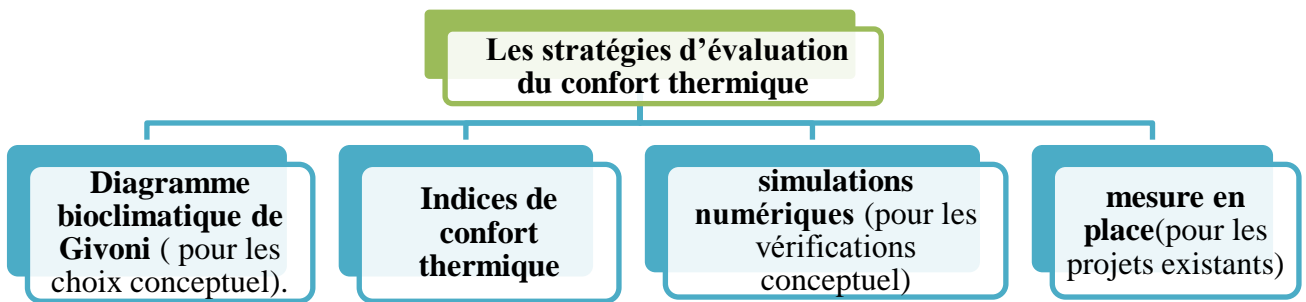 Les stratégies d’évaluation
du confort thermique
Diagramme
bioclimatique de
Givoni ( pour les
choix conceptuel).
Indices de
confort
thermique
simulations
numériques (pour les
vérifications
conceptuel)
mesure en
place(pour les
projets existants)